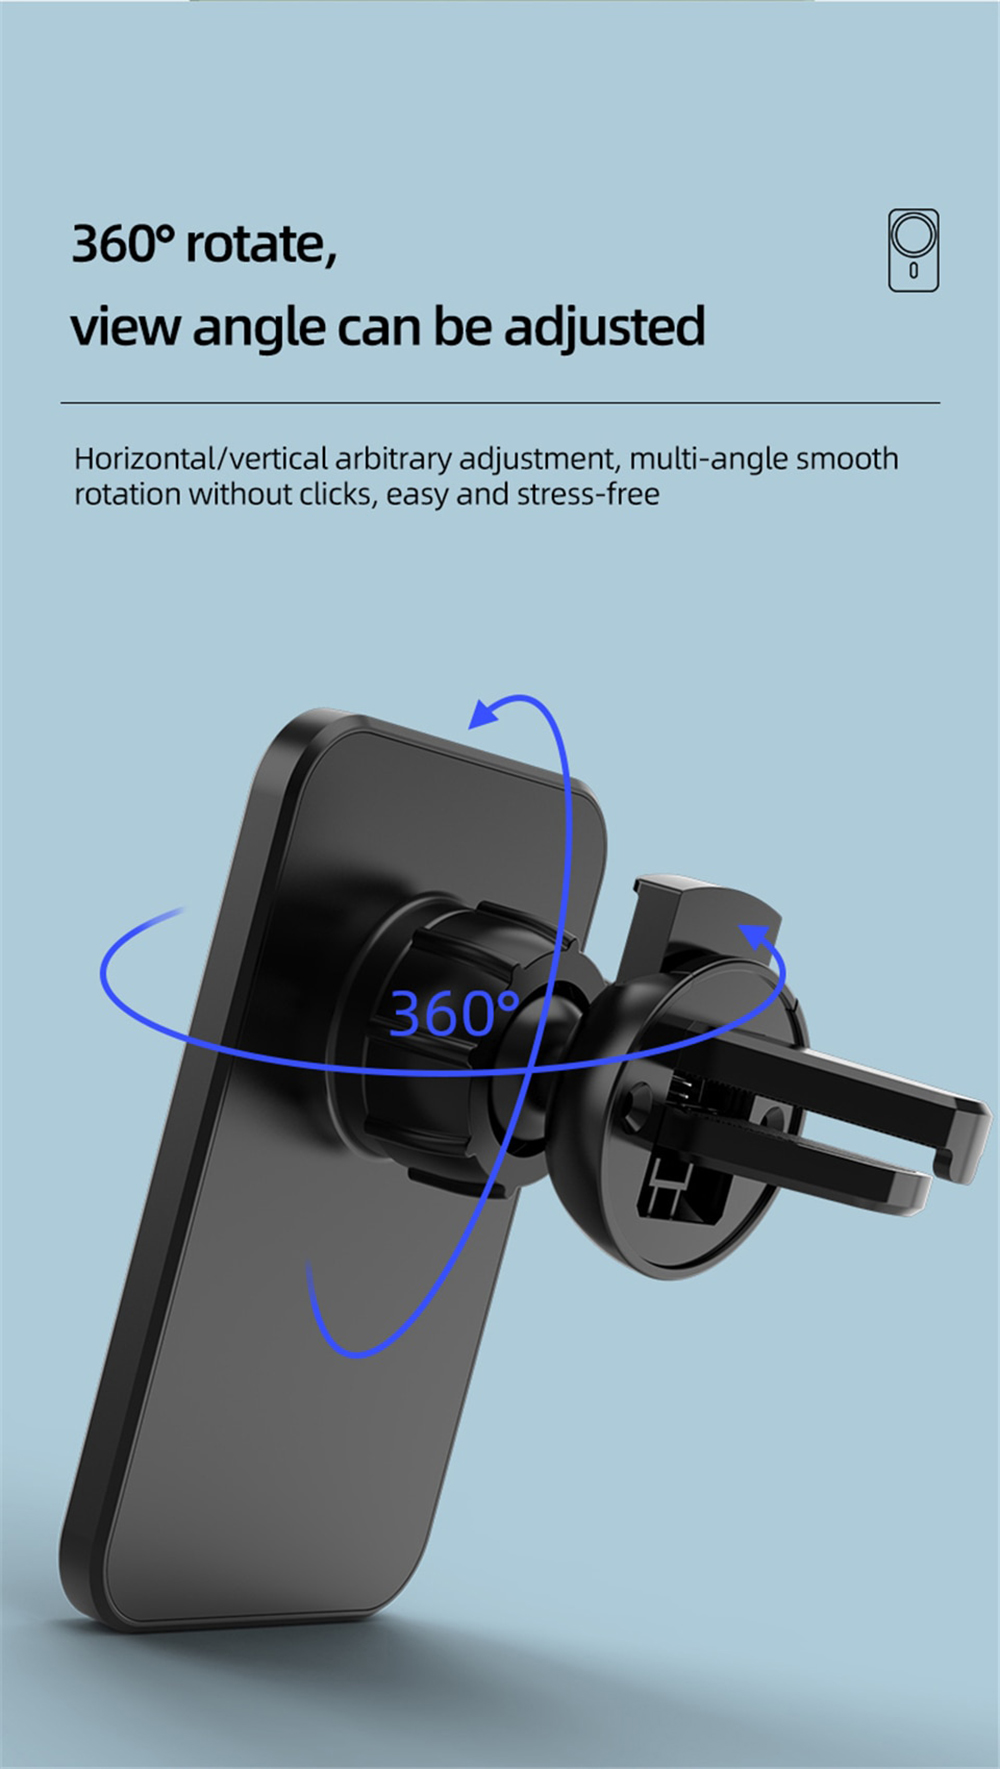 360° rotate,
view angle can be adjusted
Horizontal/vertical arbitrary adjustment, multi-angle smooth
rotation without clicks, easy and stress-free
360°